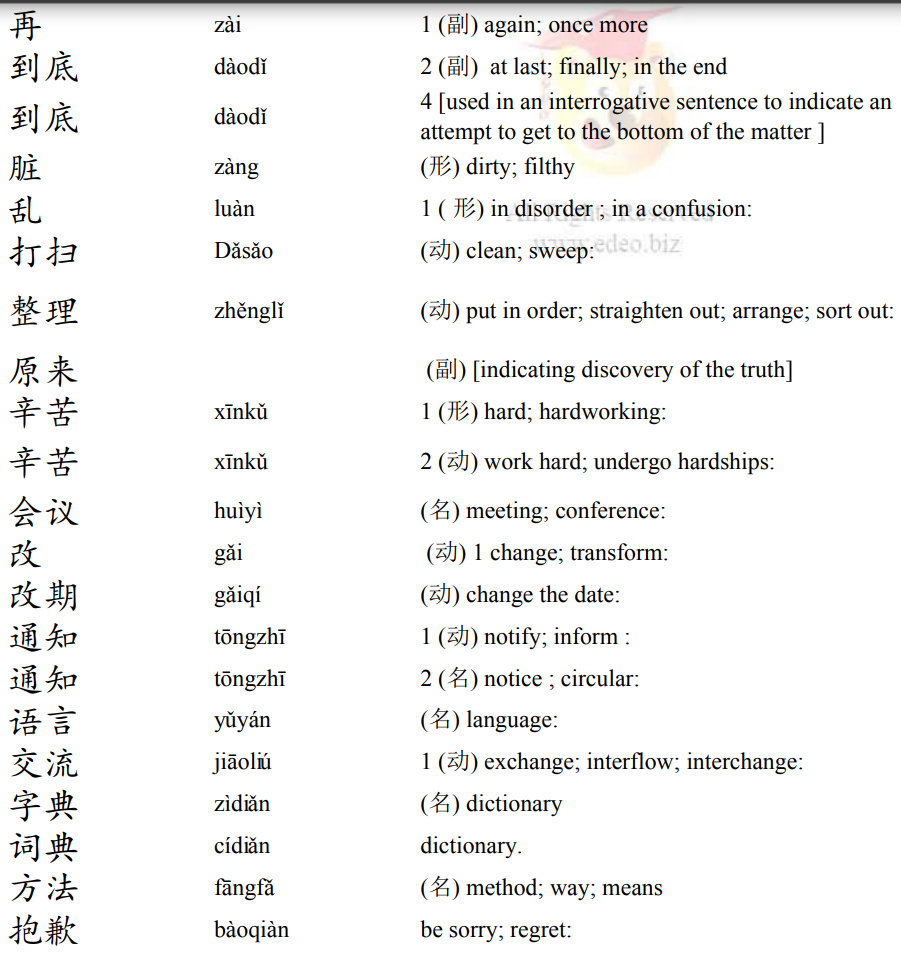 再 zài 1 (副) again; once more
到底 dàodǐ 2 (副) at last; finally; in the end
到底 dàodǐ 4 [used in an interrogative sentence to indicate an
attempt to get to the bottom of the matter ]
脏 zàng (形) dirty; filthy
乱 luàn 1 ( 形) in disorder ; in a confusion:
All Rights Reserved
打扫 Dǎsǎo (动) clean; sweep:
www.edeo.biz
整理 zhěnglǐ (动) put in order; straighten out; arrange; sort out:
原来 (副) [indicating discovery of the truth]
辛苦 xīnkǔ 1 (形) hard; hardworking:
辛苦 xīnkǔ 2 (动) work hard; undergo hardships:
会议 huìyì (名) meeting; conference:
改 gǎi (动) 1 change; transform:
改期 gǎiqí (动) change the date:
通知 tōngzhī 1 (动) notify; inform :
通知 tōngzhī 2 (名) notice ; circular:
语言 yǔyán (名) language:
交流 jiāoliú 1 (动) exchange; interflow; interchange:
字典 zìdiǎn (名) dictionary
词典 cídiǎn dictionary.
方法 fāngfǎ (名) method; way; means
抱歉 bàoqiàn be sorry; regret: